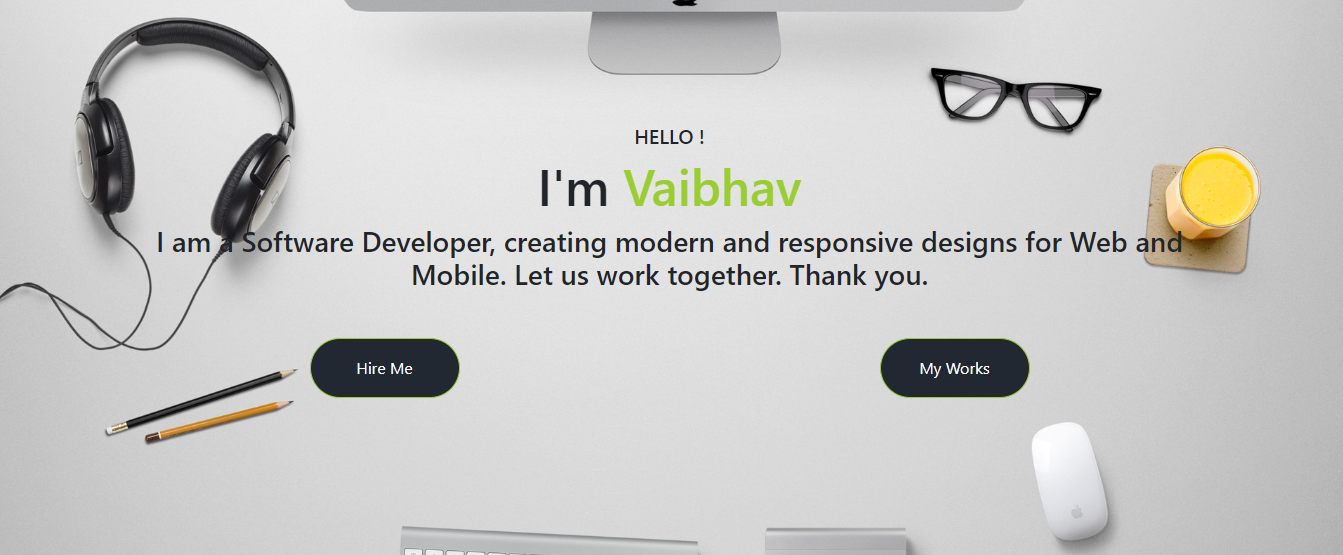 HELLO !
I'm Vaibhav
I am a Software Developer, creating modern and responsive designs for Web and
Mobile. Let us work together. Thank you.
Hire Me
My Works